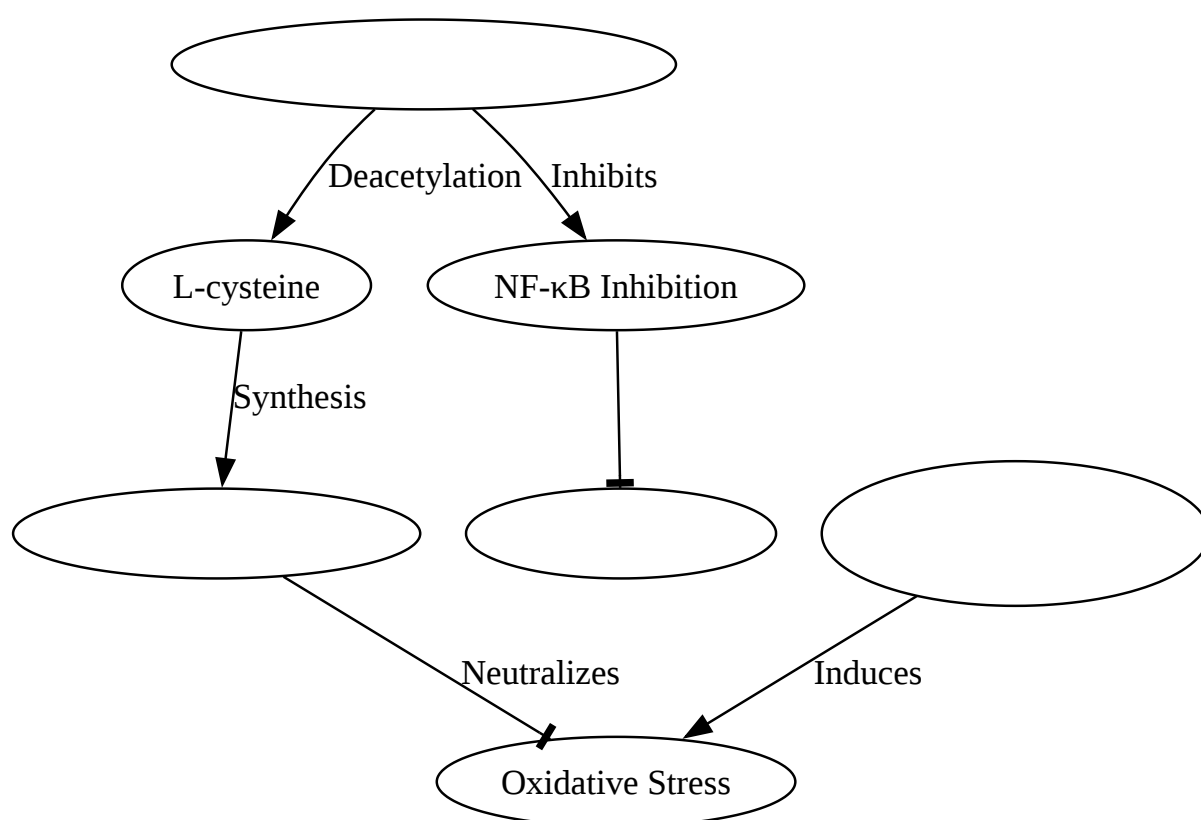 Deacetylation
Inhibits
L-cysteine
NF-κB Inhibition
Synthesis
Neutralizes
Induces
Oxidative Stress